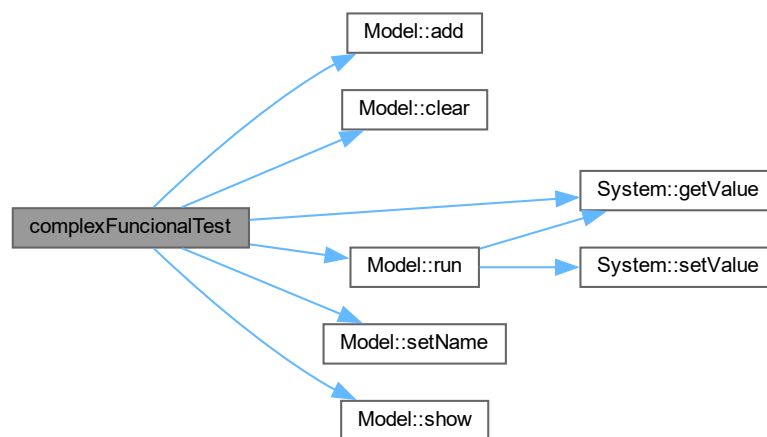 Model::add
Model::clear
System::getValue
complexFuncionalTest
Model::run
System::setValue
Model::setName
Model::show